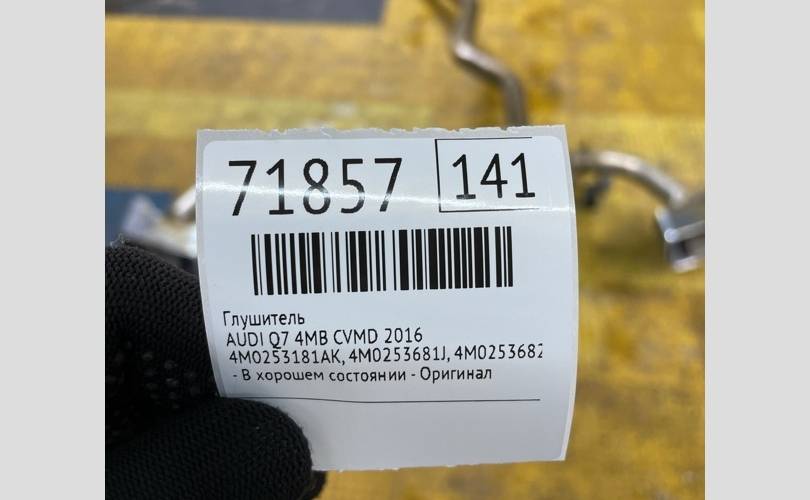 71857 141
Глушитель
AUDI Q7 4MB CVMD 2016
4M0253181AK, 4M0253681J, 4M0253682
- В хорошем состоянии - Оригинал